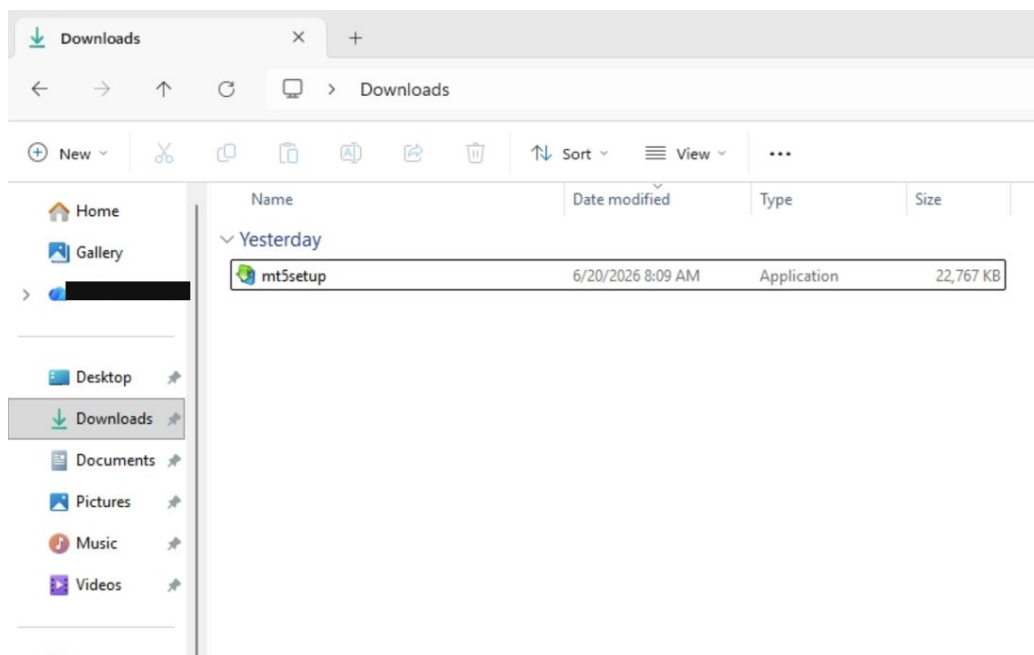 Downloads
Downloads
New Sort View
Name Date modified Type Size
Home
Gallery
Yesterday
mt5setup 6/20/2026 8:09 AM Application 22,767 KB
Desktop
Downloads
Documents
Pictures
Music
Videos